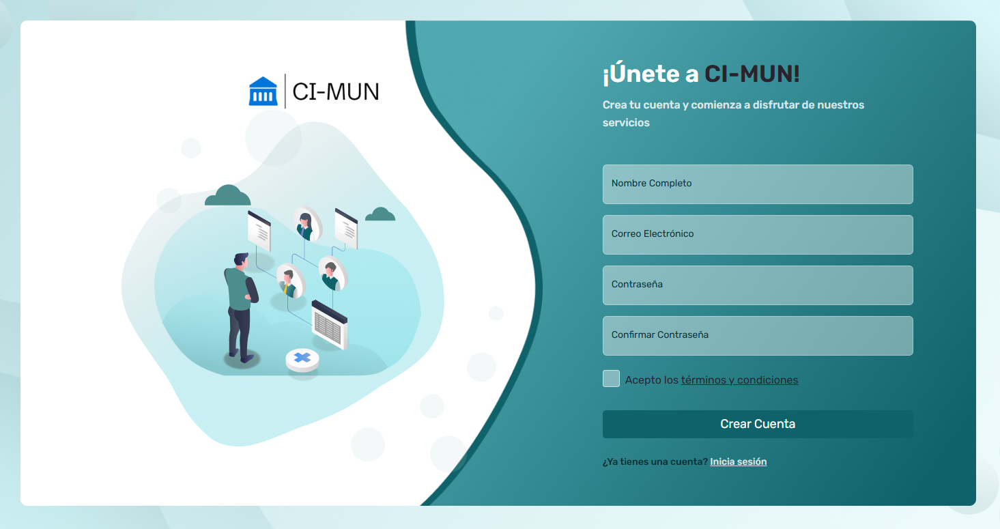 CI-MUN
¡Únete a CI-MUN!
Crea tu cuenta y comienza a disfrutar de nuestros
servicios
Nombre Completo
Correo Electrónico
Contraseña
Confirmar Contraseña
Acepto los términos y condiciones
Crear Cuenta
¿Ya tienes una cuenta? Inicia sesión